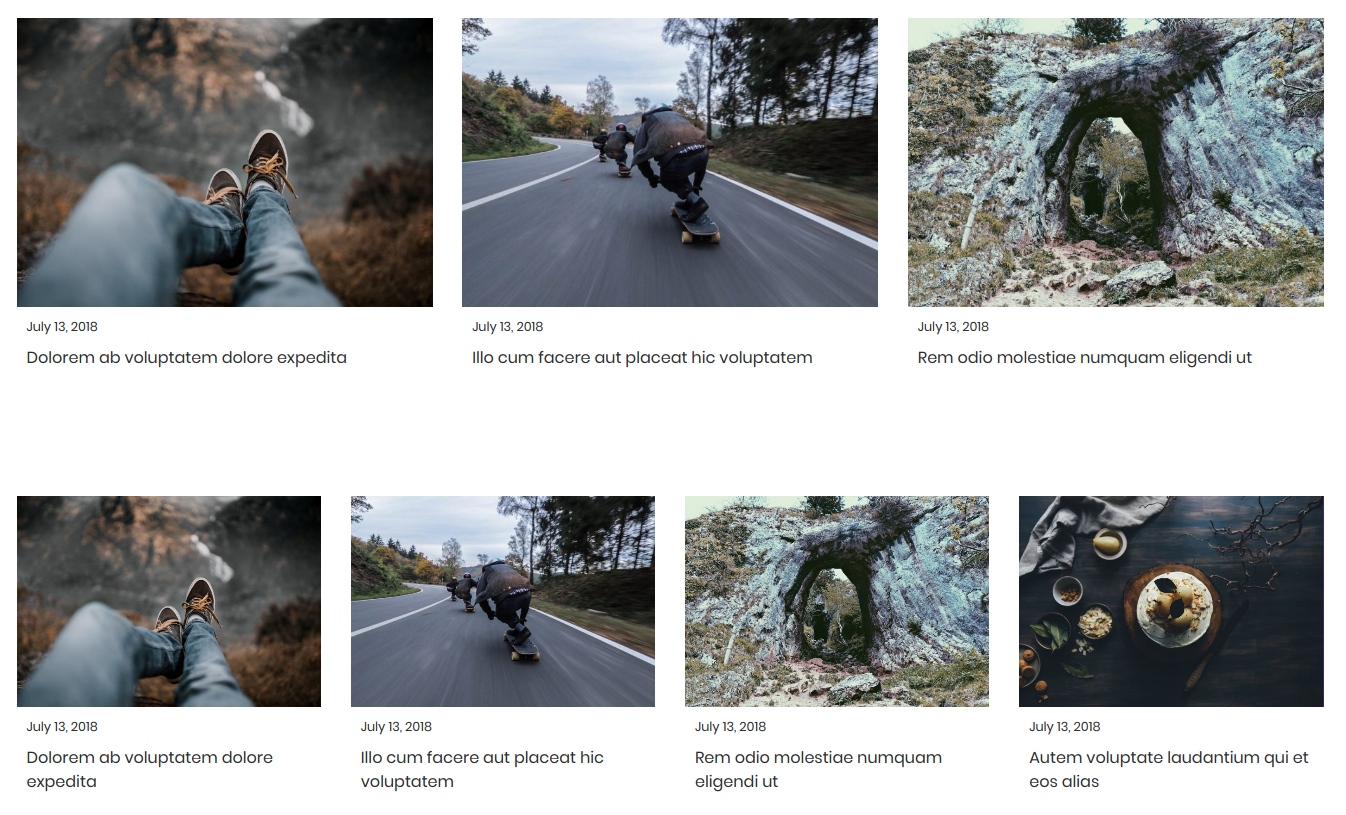 July 13, 2018
Dolorem ab voluptatem dolore expedita
July 13, 2018
Illo cum facere aut placeat hic voluptatem
July 13, 2018
Rem odio molestiae numquam eligendi ut
July 13, 2018
Dolorem ab voluptatem dolore
expedita
July 13, 2018
Illo cum facere aut placeat hic
voluptatem
July 13, 2018
Rem odio molestiae numquam
eligendi ut
July 13, 2018
Autem voluptate laudantium qui et
eos alias